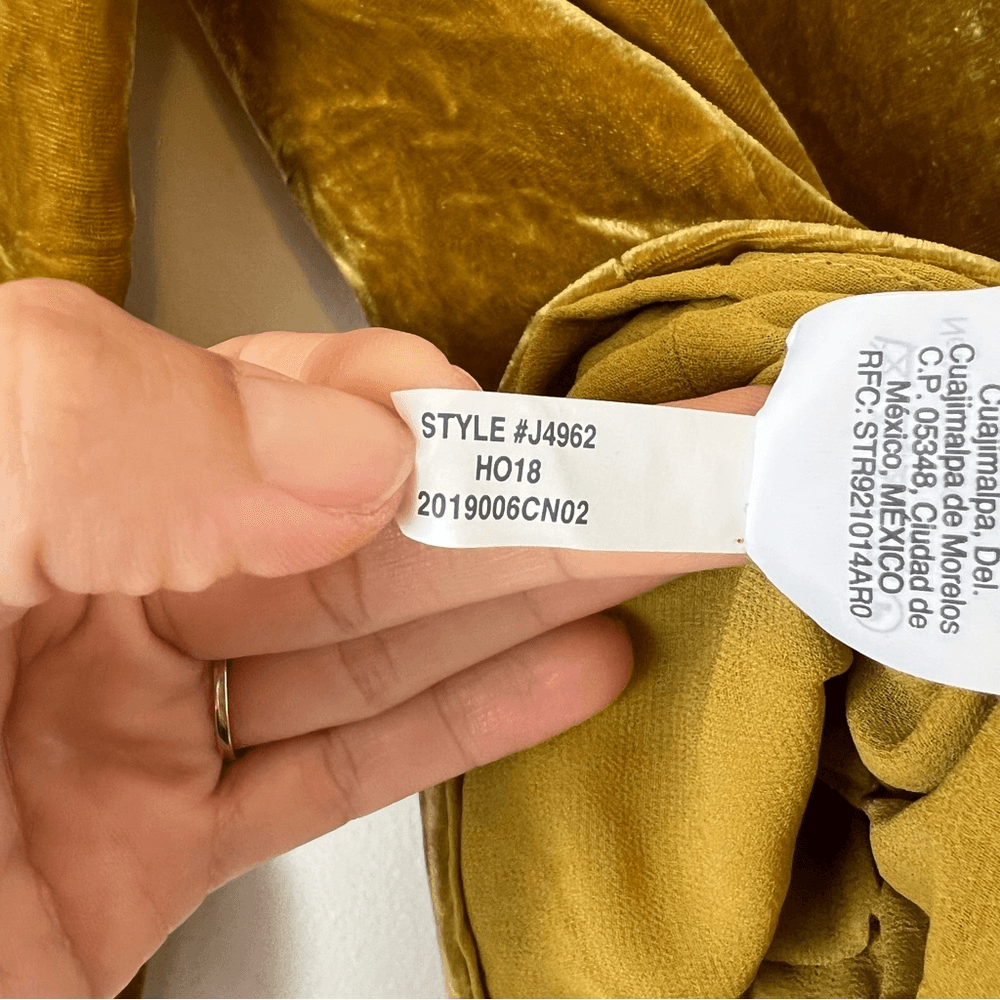 STYLE #J4962
HO18
2019006CN02
Cuajimalpa, Del.
Cuajimalpa de Morelos
C.P. 05348, Ciudad de
México, MÉXICO
RFC: STR921014AR0